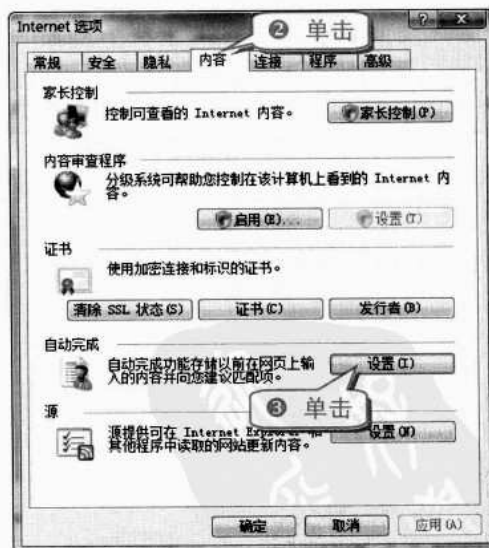 Internet 选项
❷ 单击
常规 安全 隐私 内容 连接 程序 高级
家长控制
控制可查看的 Internet 内容。
家长控制(P)
内容审查程序
分级系统可帮助您控制在该计算机上看到的 Internet 内
容。
启用(E)... 设置(T)
证书
使用加密连接和标识的证书。
清除 SSL 状态(S) 证书(C) 发行者(B)
自动完成
自动完成功能存储以前在网页上输
入的内容并向您建议匹配项。
设置(I)
❸ 单击
源
源提供可在 Internet Explorer 和
其他程序中读取的网站更新内容。
设置(N)
确定 取消 应用(A)